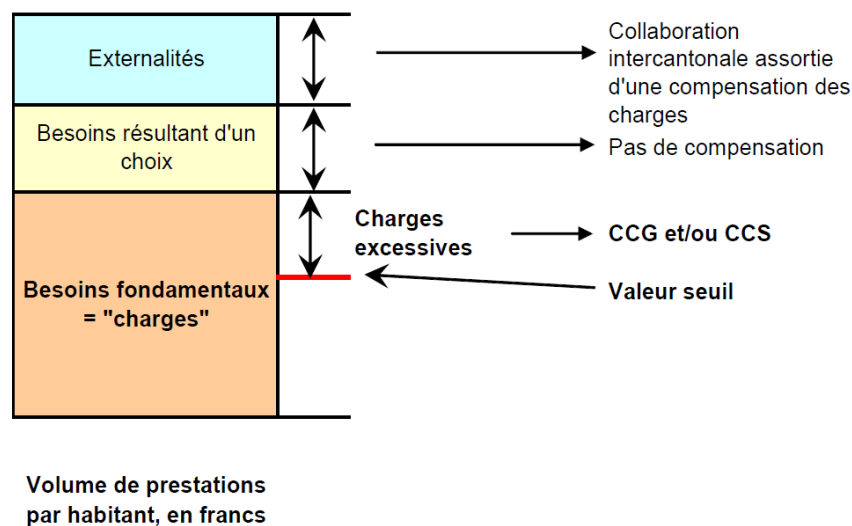 Externalités
Collaboration
intercantonale assortie
d'une compensation des
charges
Besoins résultant d'un
choix
Pas de compensation
Charges
excessives
CCG et/ou CCS
Besoins fondamentaux
= "charges"
Valeur seuil
Volume de prestations
par habitant, en francs